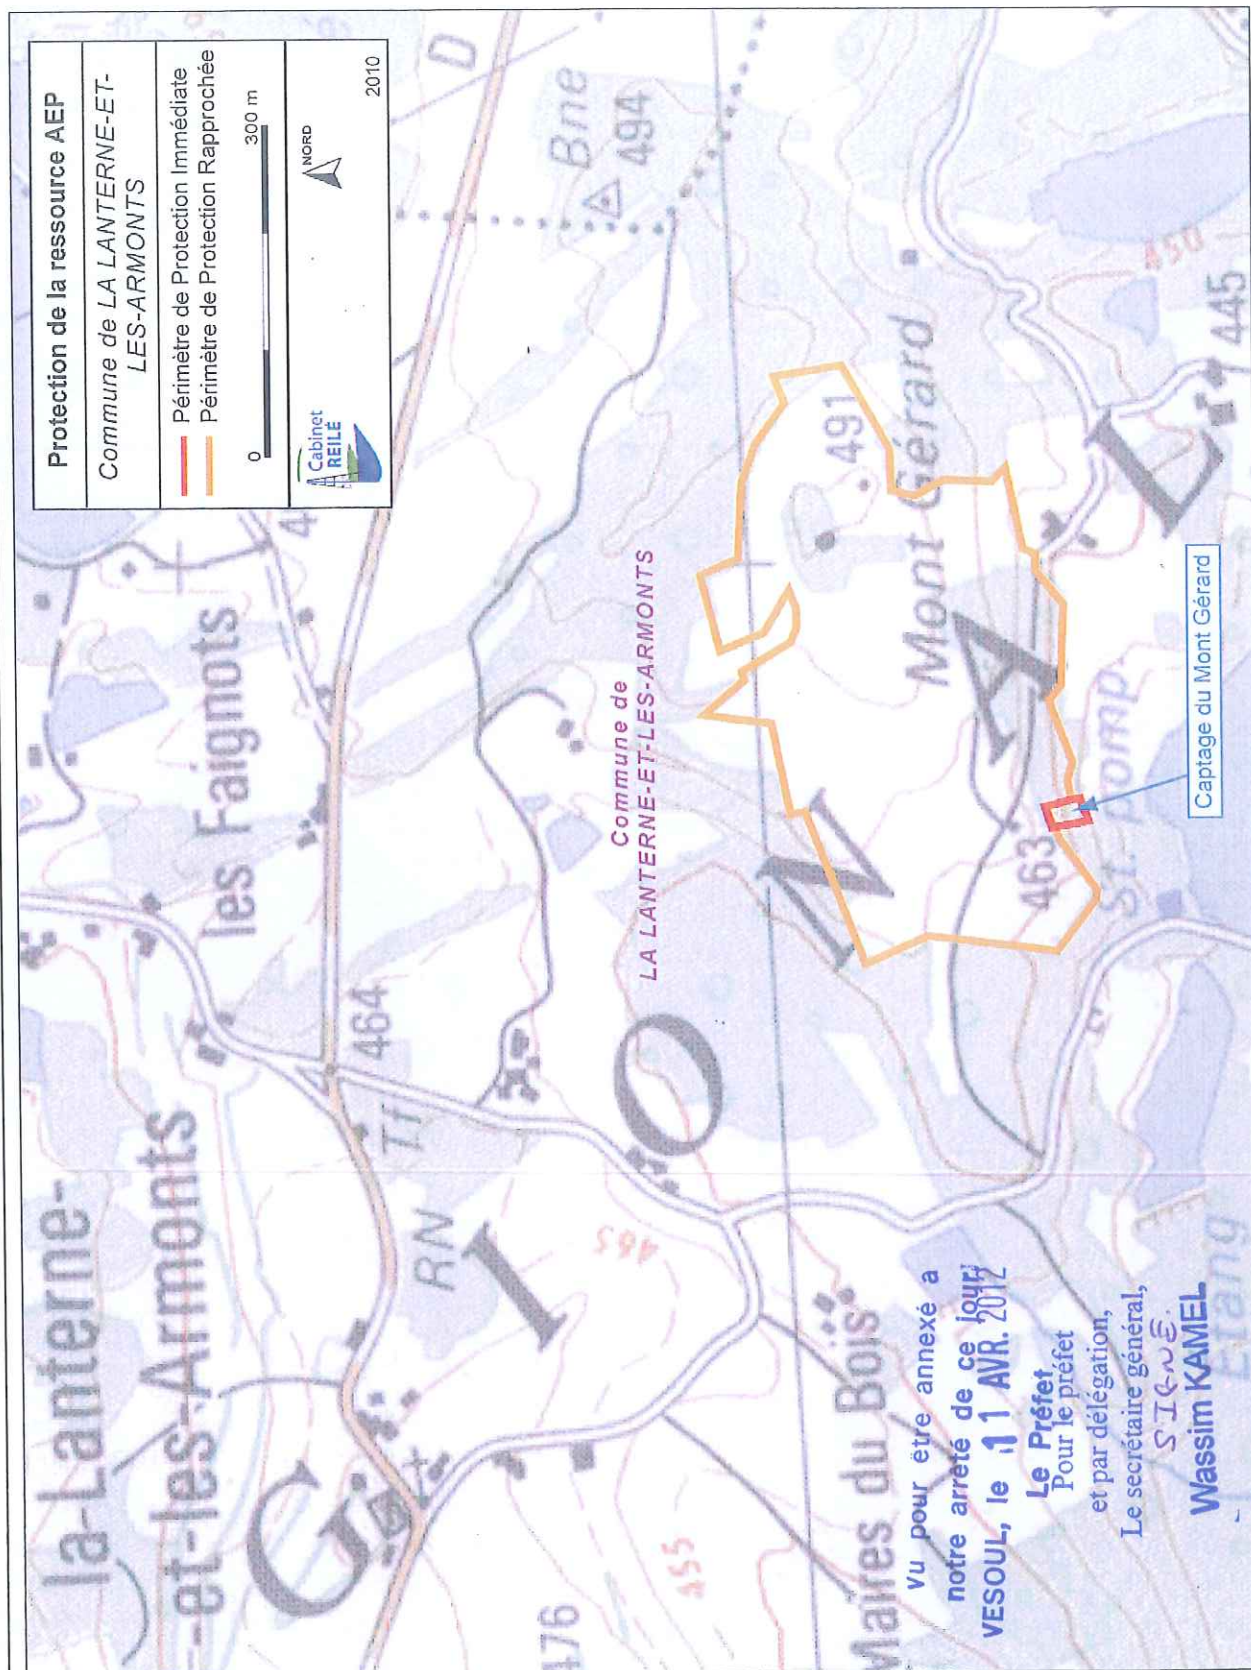 Protection de la ressource AEP
Commune de LA LANTERNE-ET-
LES-ARMONTS
Périmètre de Protection Immédiate
Périmètre de Protection Rapprochée
0 300 m
Cabinet
REILÉ
NORD
2010
la-Lanterne-
-et-les-Armonts
les Faignots
D
Bne
494
464
Tl
RN
476
G
I
O
N
A
L
Commune de
LA LANTERNE-ET-LES-ARMONTS
465
455
491
Mont Gérard
463
St. pomp
450
445
Captage du Mont Gérard
Maires du Bois
Etang
Vu pour être annexé a
notre arrêté de ce jour
VESOUL, le 11 AVR. 2012
Le Préfet
Pour le préfet
et par délégation,
Le secrétaire général,
SIGNÉ.
Wassim KAMEL